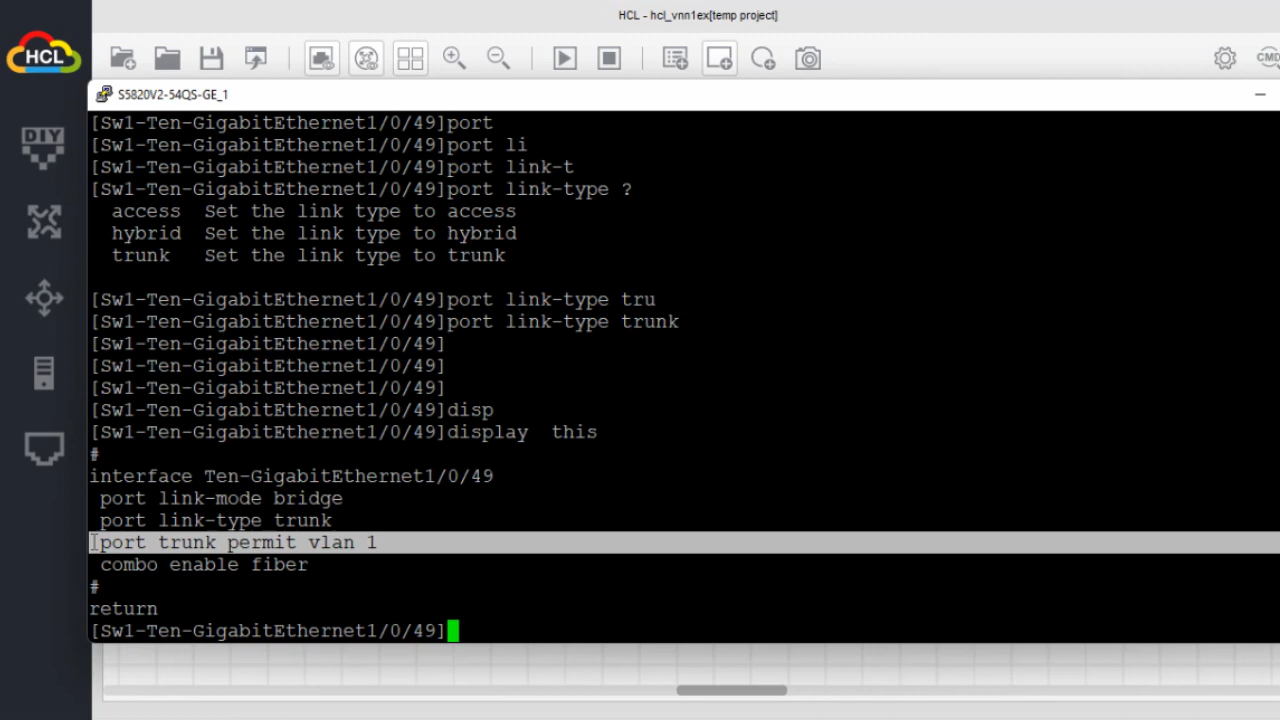 HCL - hcl_vnn1ex[temp project]
HCL
CMD
S5820V2-54QS-GE_1
DIY
[Sw1-Ten-GigabitEthernet1/0/49]port
[Sw1-Ten-GigabitEthernet1/0/49]port li
[Sw1-Ten-GigabitEthernet1/0/49]port link-t
[Sw1-Ten-GigabitEthernet1/0/49]port link-type ?
access Set the link type to access
hybrid Set the link type to hybrid
trunk Set the link type to trunk
[Sw1-Ten-GigabitEthernet1/0/49]port link-type tru
[Sw1-Ten-GigabitEthernet1/0/49]port link-type trunk
[Sw1-Ten-GigabitEthernet1/0/49]
[Sw1-Ten-GigabitEthernet1/0/49]
[Sw1-Ten-GigabitEthernet1/0/49]
[Sw1-Ten-GigabitEthernet1/0/49]disp
[Sw1-Ten-GigabitEthernet1/0/49]display  this
#
interface Ten-GigabitEthernet1/0/49
port link-mode bridge
port link-type trunk
port trunk permit vlan 1
combo enable fiber
#
return
[Sw1-Ten-GigabitEthernet1/0/49]